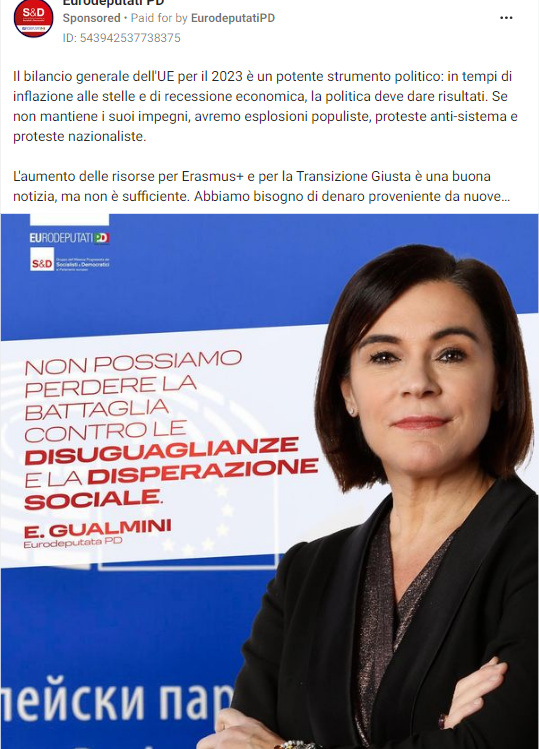 Eurodeputati PD
Sponsored • Paid for by EurodeputatiPD
ID: 543942537738375
Il bilancio generale dell'UE per il 2023 è un potente strumento politico: in tempi di
inflazione alle stelle e di recessione economica, la politica deve dare risultati. Se
non mantiene i suoi impegni, avremo esplosioni populiste, proteste anti-sistema e
proteste nazionaliste.
L'aumento delle risorse per Erasmus+ e per la Transizione Giusta è una buona
notizia, ma non è sufficiente. Abbiamo bisogno di denaro proveniente da nuove...
EURODEPUTATI PD
S&D
Socialisti e Democratici
NON POSSIAMO
PERDERE LA
BATTAGLIA
CONTRO LE
DISUGUAGLIANZE
E LA DISPERAZIONE
SOCIALE.
E. GUALMINI
Eurodeputata PD
пейски пар